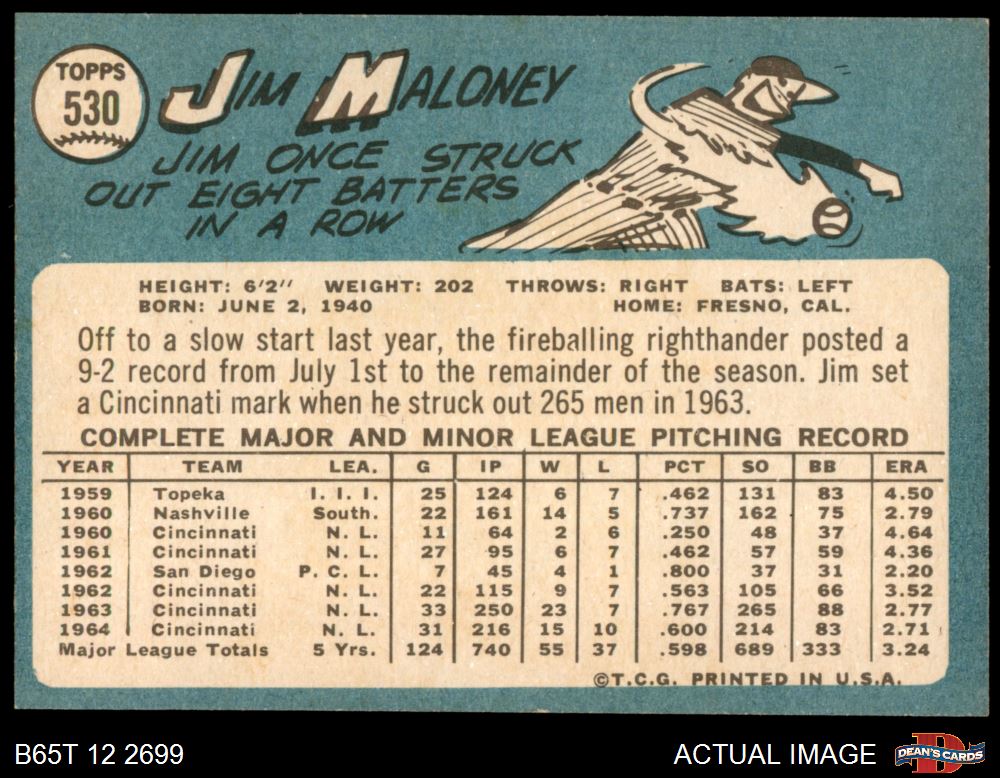 TOPPS
530
JIM MALONEY
JIM ONCE STRUCK
OUT EIGHT BATTERS
IN A ROW
HEIGHT: 6'2" WEIGHT: 202 THROWS: RIGHT BATS: LEFT
BORN: JUNE 2, 1940 HOME: FRESNO, CAL.
Off to a slow start last year, the fireballing righthander posted a
9-2 record from July 1st to the remainder of the season. Jim set
a Cincinnati mark when he struck out 265 men in 1963.
COMPLETE MAJOR AND MINOR LEAGUE PITCHING RECORD
YEAR TEAM LEA. G IP W L PCT SO BB ERA
1959 Topeka I. I. I. 25 124 6 7 .462 131 83 4.50
1960 Nashville South. 22 161 14 5 .737 162 75 2.79
1960 Cincinnati N. L. 11 64 2 6 .250 48 37 4.64
1961 Cincinnati N. L. 27 95 6 7 .462 57 59 4.36
1962 San Diego P. C. L. 7 45 4 1 .800 37 31 2.20
1962 Cincinnati N. L. 22 115 9 7 .563 105 66 3.52
1963 Cincinnati N. L. 33 250 23 7 .767 265 88 2.77
1964 Cincinnati N. L. 31 216 15 10 .600 214 83 2.71
Major League Totals 5 Yrs. 124 740 55 37 .598 689 333 3.24
©T.C.G. PRINTED IN U.S.A.
B65T 12 2699 ACTUAL IMAGE DEAN'S CARDS